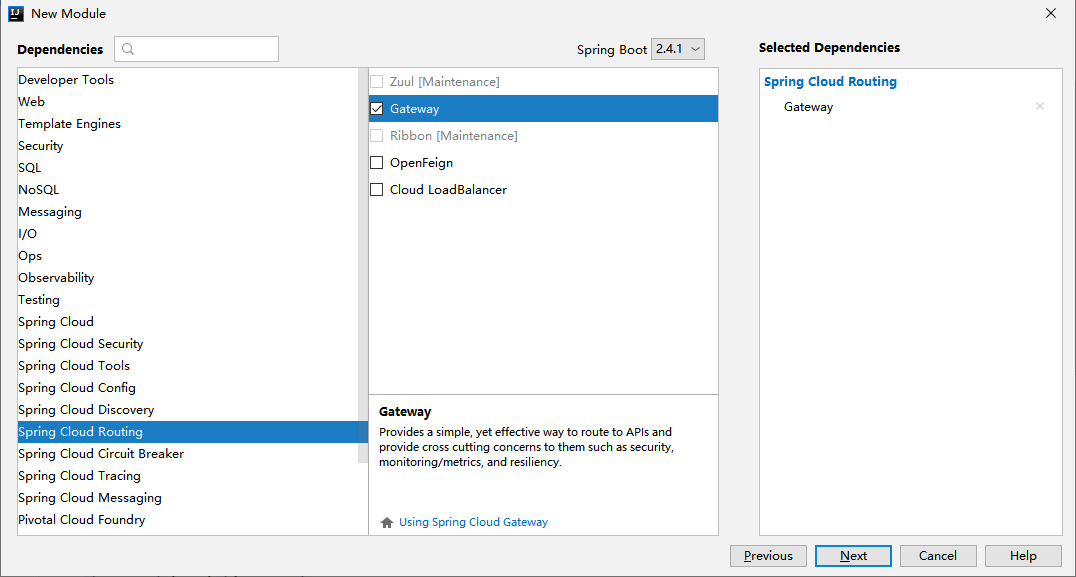 New Module
Dependencies
Spring Boot 2.4.1
Developer Tools
Web
Template Engines
Security
SQL
NoSQL
Messaging
I/O
Ops
Observability
Testing
Spring Cloud
Spring Cloud Security
Spring Cloud Tools
Spring Cloud Config
Spring Cloud Discovery
Spring Cloud Routing
Spring Cloud Circuit Breaker
Spring Cloud Tracing
Spring Cloud Messaging
Pivotal Cloud Foundry
Zuul [Maintenance]
Gateway
Ribbon [Maintenance]
OpenFeign
Cloud LoadBalancer
Gateway
Provides a simple, yet effective way to route to APIs and
provide cross cutting concerns to them such as security,
monitoring/metrics, and resiliency.
Using Spring Cloud Gateway
Selected Dependencies
Spring Cloud Routing
Gateway
Previous
Next
Cancel
Help